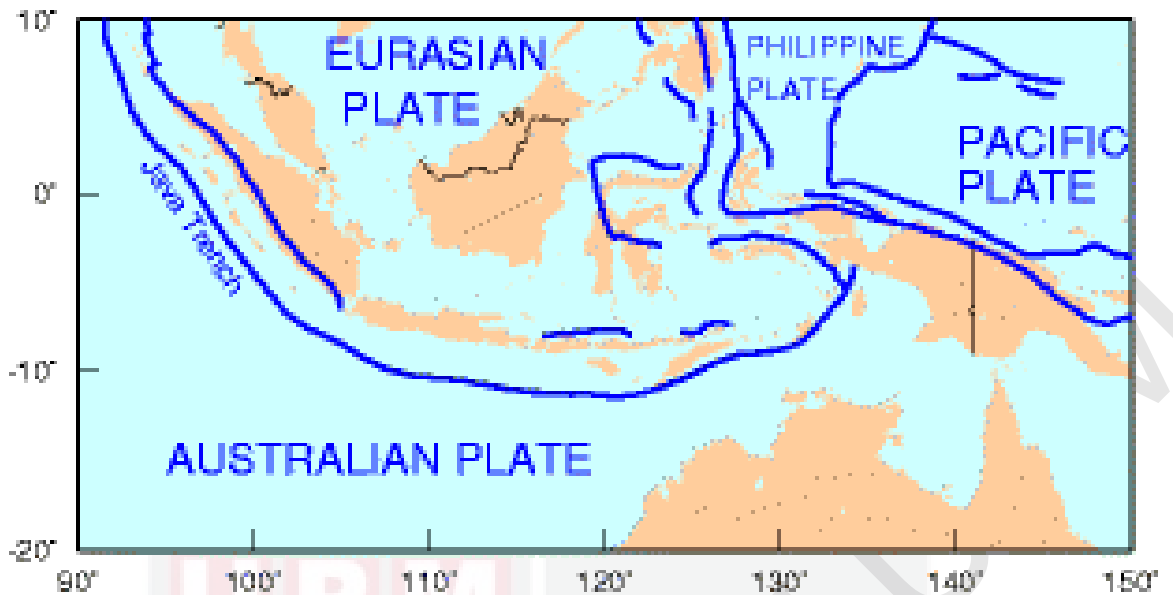 10°
EURASIAN
PLATE
PHILIPPINE
PLATE
PACIFIC
PLATE
0°
Java Trench
-10°
AUSTRALIAN PLATE
-20°
90° 100° 110° 120° 130° 140° 150°